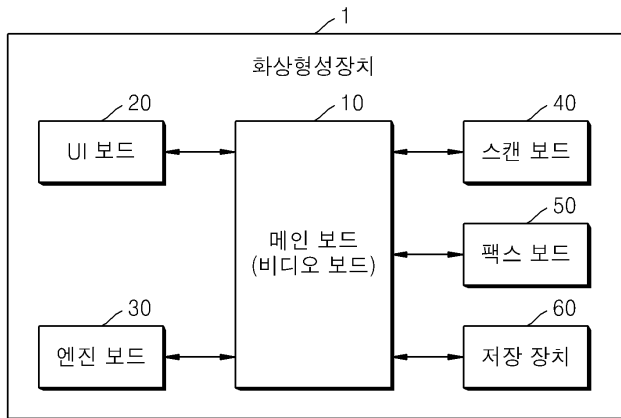 1
화상형성장치
20
10
40
UI 보드
스캔 보드
50
메인 보드
(비디오 보드)
팩스 보드
30
60
엔진 보드
저장 장치